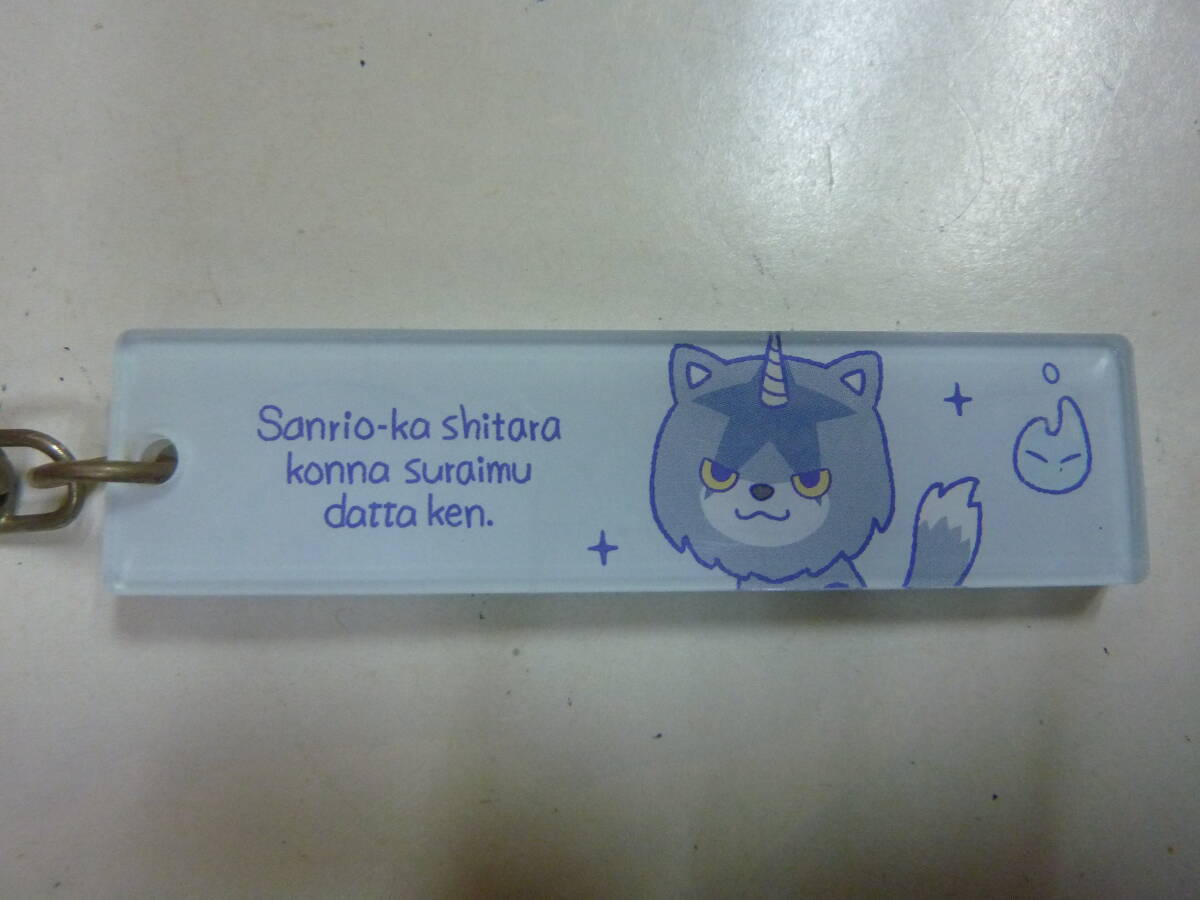 Sanrio-ka shitara
konna suraimu
datta ken.